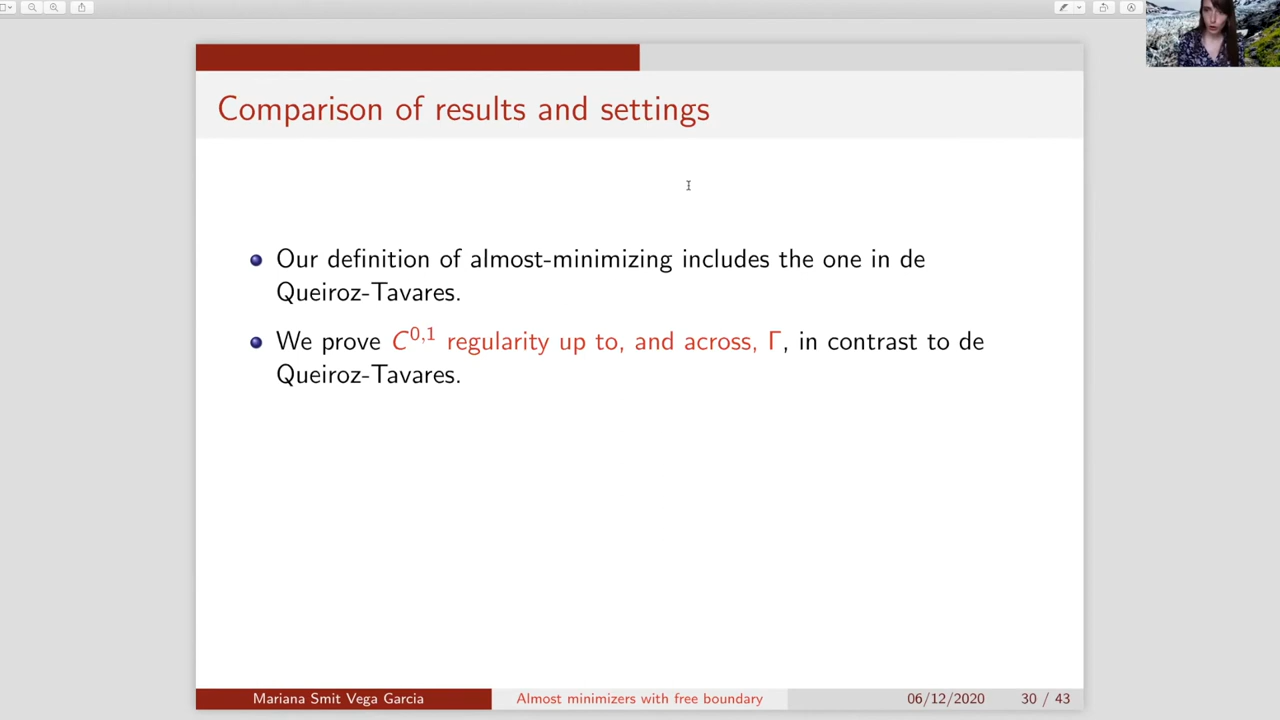 Comparison of results and settings
Our definition of almost-minimizing includes the one in de
Queiroz-Tavares.
We prove C^0,1 regularity up to, and across, Γ, in contrast to de
Queiroz-Tavares.
Mariana Smit Vega Garcia
Almost minimizers with free boundary
06/12/2020
30 / 43